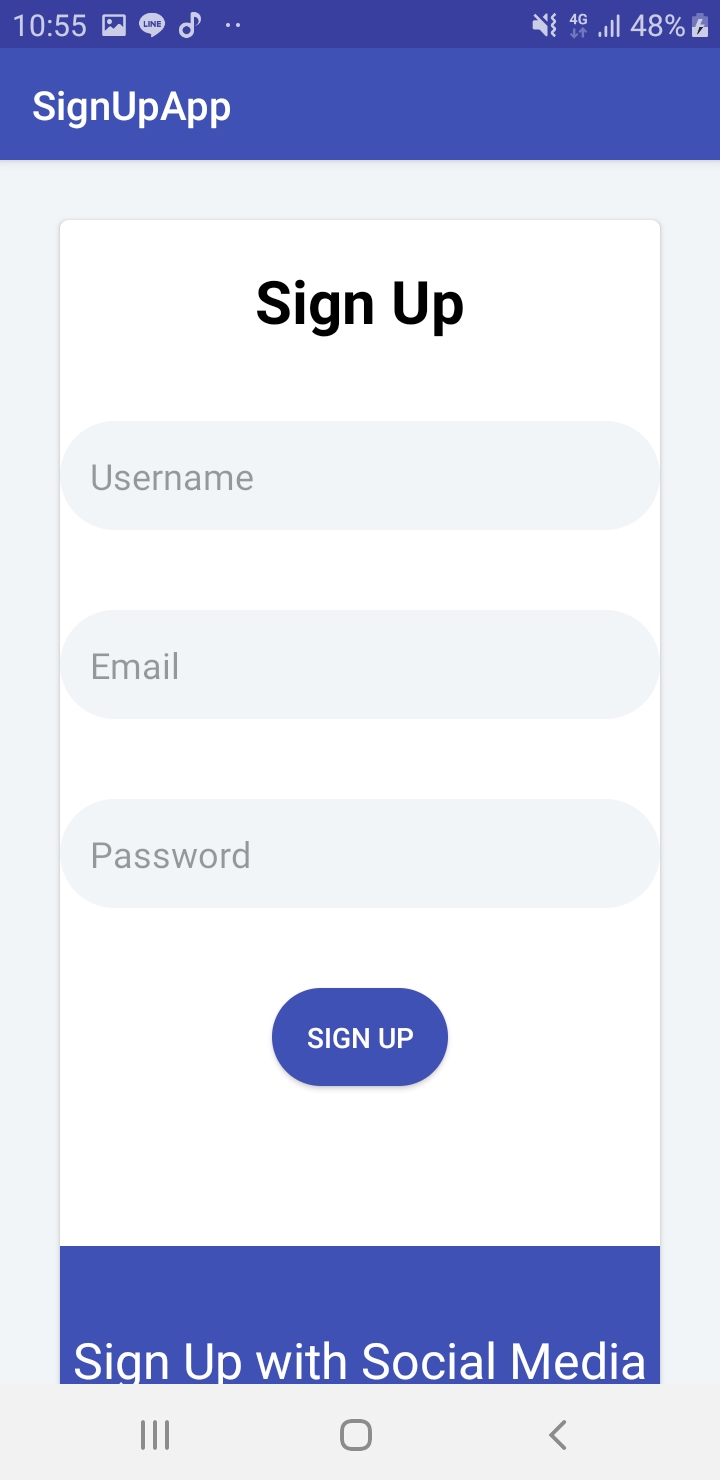 10:55 LINE 4G 48%
SignUpApp
Sign Up
Username
Email
Password
SIGN UP
Sign Up with Social Media